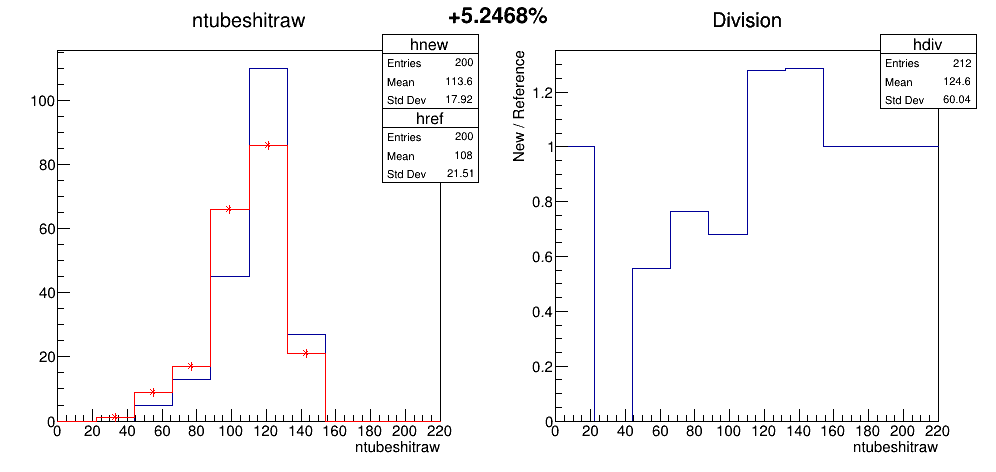 +5.2468%
ntubeshitraw
hnew
Entries 200
Mean 113.6
Std Dev 17.92
href
Entries 200
Mean 108
Std Dev 21.51
100
80
60
40
20
0
0 20 40 60 80 100 120 140 160 180 200 220
ntubeshitraw
Division
hdiv
Entries 212
Mean 124.6
Std Dev 60.04
New / Reference
1.2
1
0.8
0.6
0.4
0.2
0
0 20 40 60 80 100 120 140 160 180 200 220
ntubeshitraw